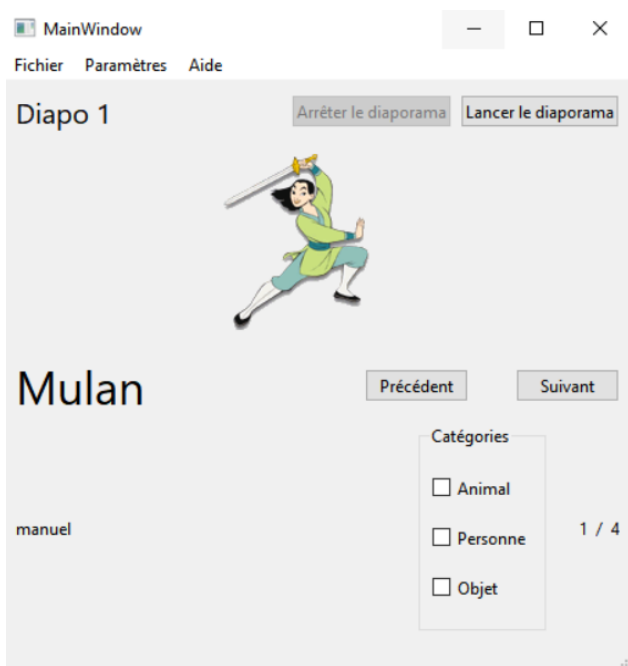 MainWindow
Fichier Paramètres Aide
Diapo 1 Arrêter le diaporama Lancer le diaporama
Mulan Précédent Suivant
Catégories
Animal
manuel Personne 1 / 4
Objet